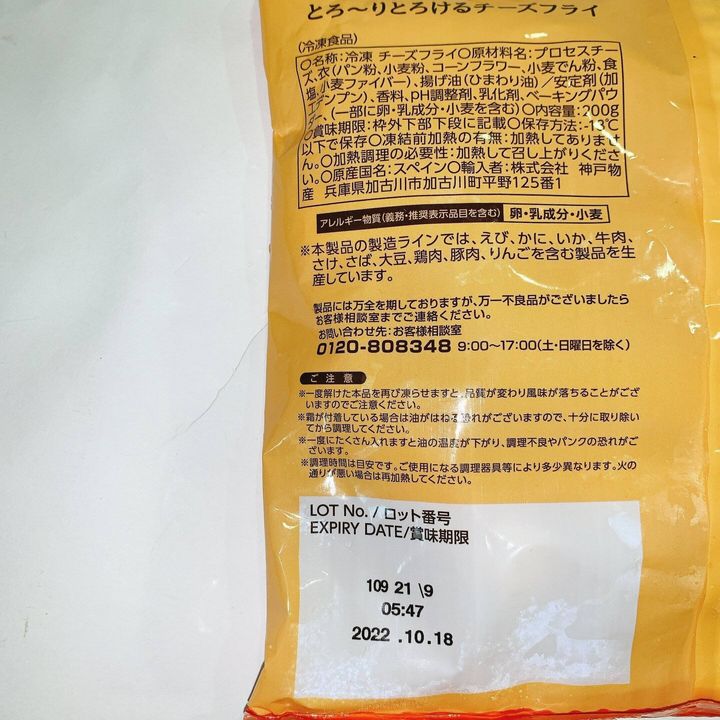 とろ～りとろけるチーズフライ
(冷凍食品)
○名称:冷凍 チーズフライ○原材料名:プロセスチー
ズ、衣(パン粉、小麦粉、コーンフラワー、小麦でん粉、食
塩、小麦ファイバー)、揚げ油(ひまわり油)／安定剤(加
工デンプン)、香料、pH調整剤、乳化剤、ベーキングパウ
ダー、(一部に卵・乳成分・小麦を含む)○内容量:200g
○賞味期限:枠外下部下段に記載○保存方法:-18℃
以下で保存○凍結前加熱の有無:加熱してありませ
ん。○加熱調理の必要性:加熱して召し上がりくださ
い。○原産国名:スペイン○輸入者:株式会社 神戸物
産 兵庫県加古川市加古川町平野125番1
アレルギー物質(義務・推奨表示品目を含む) 卵・乳成分・小麦
※本製品の製造ラインでは、えび、かに、いか、牛肉、
さけ、さば、大豆、鶏肉、豚肉、りんごを含む製品を生
産しています。
製品には万全を期しておりますが、万一不良品がございましたら
お客様相談室までご連絡ください。
お問い合わせ先:お客様相談室
0120-808348 9:00～17:00(土・日曜日を除く)
ご注意
※一度解けた本品を再び凍らせますと、品質が変わり風味が落ちることがござ
いますのでご注意ください。
※霜が付着している場合は油がはねる恐れがございますので、十分に取り除い
てから調理してください。
※一度にたくさん入れますと油の温度が下がり、調理不良やパンクの恐れがご
ざいます。
※調理時間は目安です。ご使用になる調理器具等により多少異なります。火の
通りが悪い場合は再加熱してください。
LOT No. / ロット番号
EXPIRY DATE/賞味期限
109 21 \9
05:47
2022 .10.18